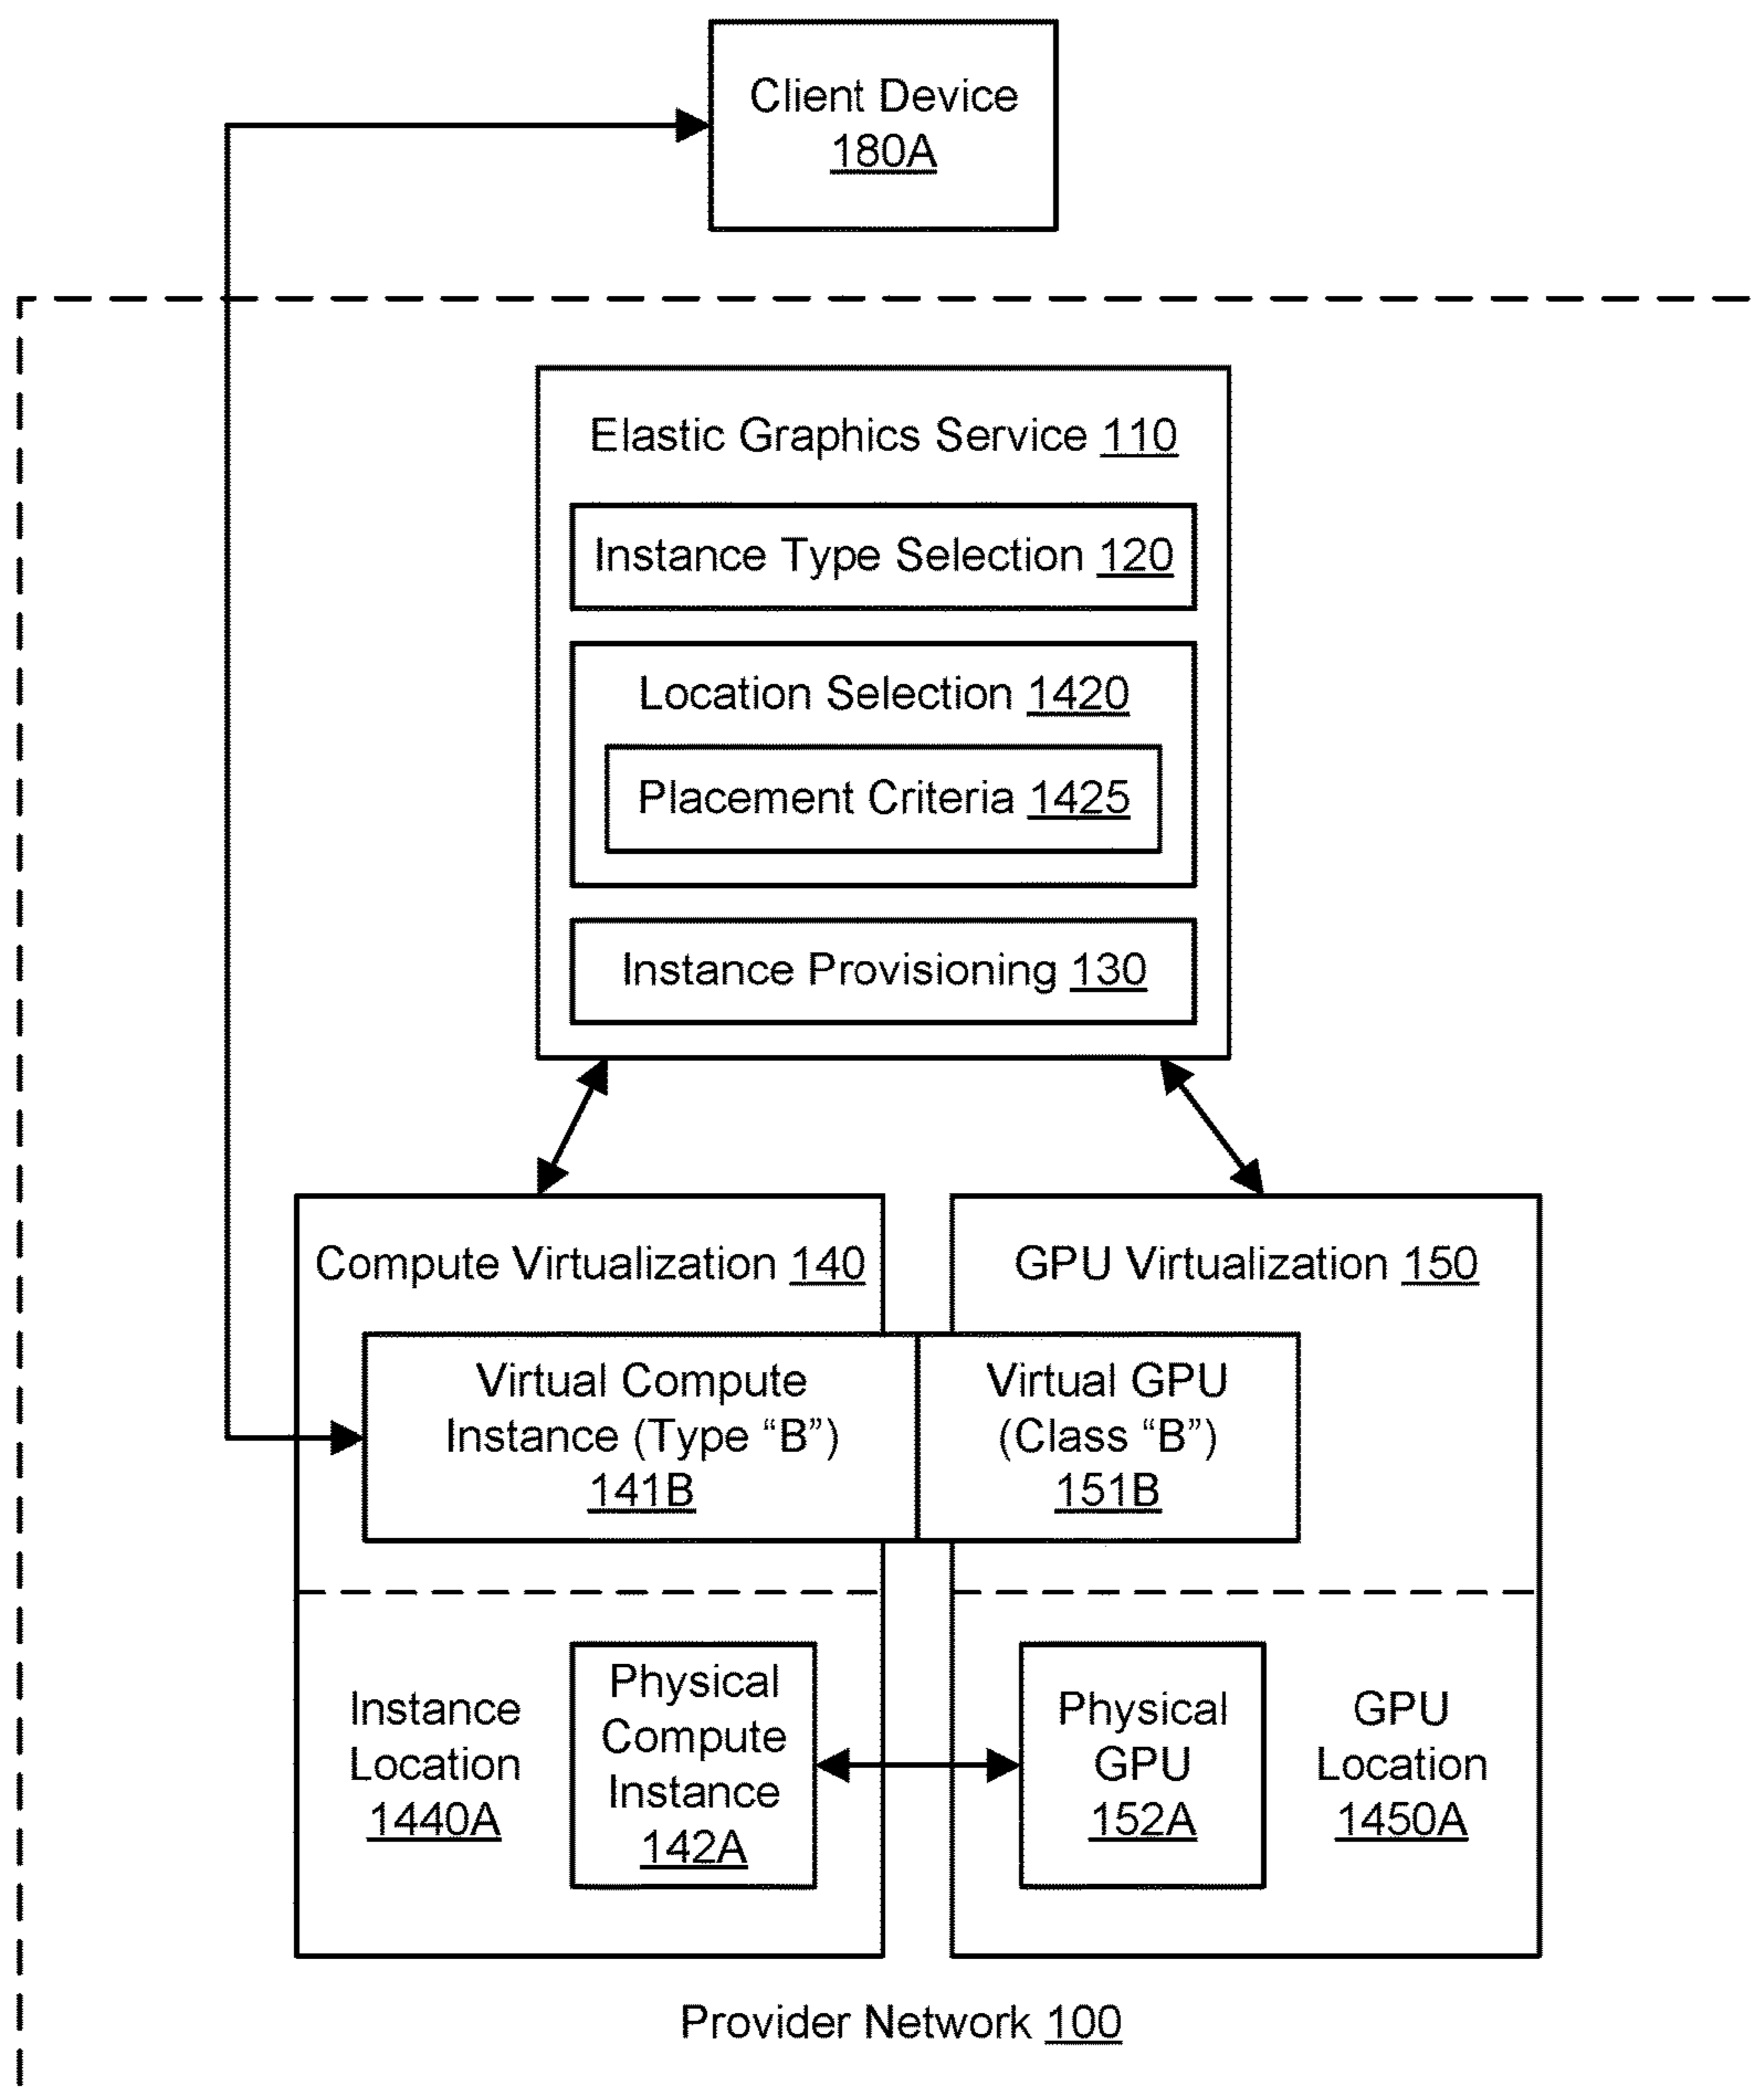 Client Device
180A
Elastic Graphics Service 110
Instance Type Selection 120
Location Selection 1420
Placement Criteria 1425
Instance Provisioning 130
Compute Virtualization 140
GPU Virtualization 150
Virtual Compute
Instance (Type “B”)
141B
Virtual GPU
(Class “B”)
151B
Instance
Location
1440A
Physical
Compute
Instance
142A
Physical
GPU
152A
GPU
Location
1450A
Provider Network 100